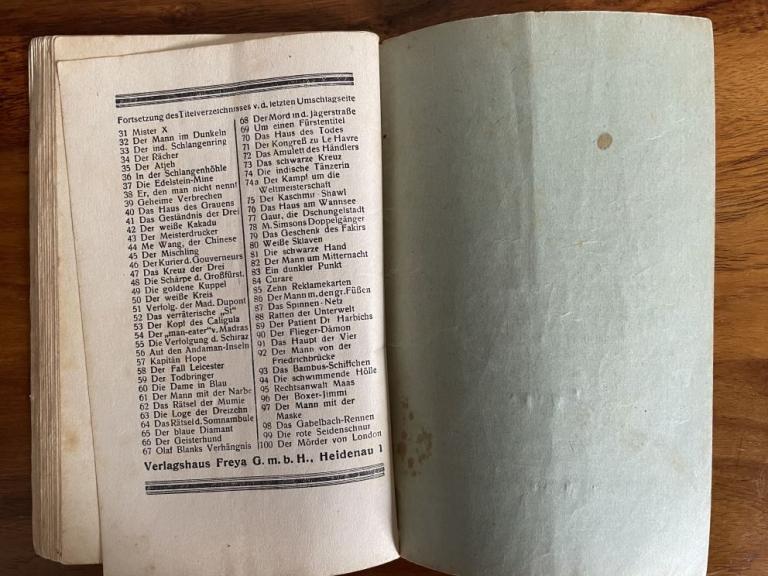 Fortsetzung des Titelverzeichnisses v. d. letzten Umschlagseite
31 Mister X
32 Der Mann im Dunkeln
33 Der ind. Schlangenring
34 Der Rächer
35 Der Atjeh
36 In der Schlangenhöhle
37 Die Edelstein-Mine
38 Er, den man nicht nennt
39 Geheime Verbrechen
40 Das Haus des Grauens
41 Das Geständnis der Drei
42 Der weiße Kakadu
43 Der Meisterdrucker
44 Me Wang, der Chinese
45 Der Mischling
46 Der Kurier d. Gouverneurs
47 Das Kreuz der Drei
48 Die Schärpe d. Großfürst.
49 Die goldene Kuppel
50 Der weiße Kreis
51 Verfolg. der Mad. Dupont
52 Das verräterische „St"
53 Der Kopf des Caligula
54 Der „man-eater" v. Madras
55 Die Verfolgung d. Schiraz
56 Auf den Andaman-Inseln
57 Kapitän Hope
58 Der Fall Leicester
59 Der Todbringer
60 Die Dame in Blau
61 Der Mann mit der Narbe
62 Das Rätsel der Mumie
63 Die Loge der Dreizehn
64 Das Rätsel d. Somnambule
65 Der blaue Diamant
66 Der Geisterhund
67 Olaf Blanks Verhängnis
68 Der Mord in d. Jägerstraße
69 Um einen Fürstentitel
70 Das Haus des Todes
71 Der Kongreß zu Le Havre
72 Das Amulett des Händlers
73 Das schwarze Kreuz
74 Die indische Tänzerin
74a Der Kampf um die
Weltmeisterschaft
75 Der Kaschmir-Shawl
76 Das Haus am Wannsee
77 Gaur, die Dschungelstadt
78 M. Simsons Doppelgänger
79 Das Geschenk des Fakirs
80 Weiße Sklaven
81 Die schwarze Hand
82 Der Mann um Mitternacht
83 Ein dunkler Punkt
84 Curare
85 Zehn Reklamekarten
86 Der Mann m. den gr. Füßen
87 Das Spinnen-Netz
88 Ratten der Unterwelt
89 Der Patient Dr Harbichs
90 Der Flieger-Dämon
91 Das Haupt der Vier
92 Der Mann von der
Friedrichbrücke
93 Das Bambus-Schiffchen
94 Die schwimmende Hölle
95 Rechtsanwalt Maas
96 Der Boxer-Jimmi
97 Der Mann mit der
Maske
98 Das Gabelbach-Rennen
99 Die rote Seidenschnur
100 Der Mörder von London
Verlagshaus Freya G. m. b. H., Heidenau 1